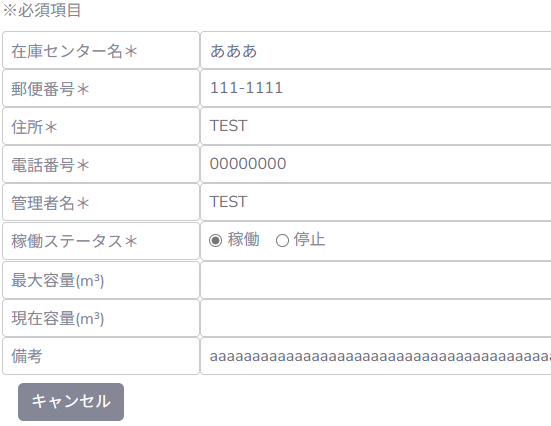 ※必須項目
在庫センター名＊ あああ
郵便番号＊ 111-1111
住所＊ TEST
電話番号＊ 00000000
管理者名＊ TEST
稼働ステータス＊ 稼働 停止
最大容量(m³)
現在容量(m³)
備考 aaaaaaaaaaaaaaaaaaaaaaaaaaaaaaaaaaaaaaaaa
キャンセル